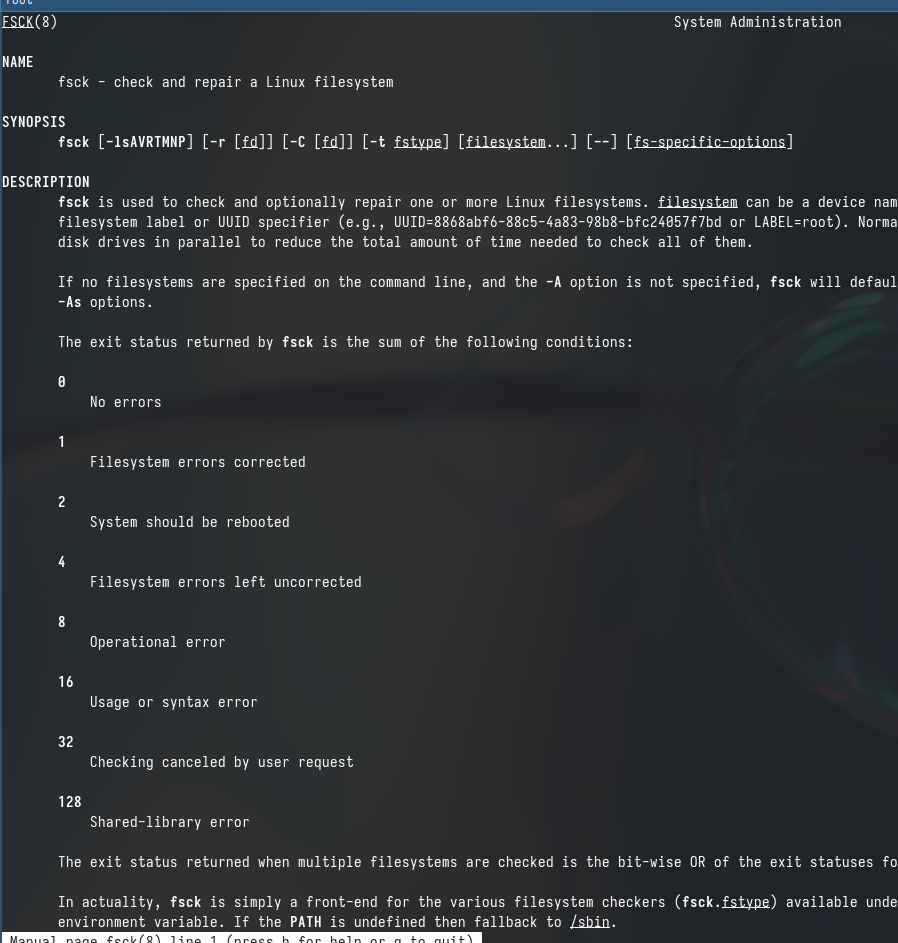 root
FSCK(8) System Administration
NAME
fsck - check and repair a Linux filesystem
SYNOPSIS
fsck [-lsAVRTMNP] [-r [fd]] [-C [fd]] [-t fstype] [filesystem...] [--] [fs-specific-options]
DESCRIPTION
fsck is used to check and optionally repair one or more Linux filesystems. filesystem can be a device nam
filesystem label or UUID specifier (e.g., UUID=8868abf6-88c5-4a83-98b8-bfc24057f7bd or LABEL=root). Norma
disk drives in parallel to reduce the total amount of time needed to check all of them.
If no filesystems are specified on the command line, and the -A option is not specified, fsck will defaul
-As options.
The exit status returned by fsck is the sum of the following conditions:
0
No errors
1
Filesystem errors corrected
2
System should be rebooted
4
Filesystem errors left uncorrected
8
Operational error
16
Usage or syntax error
32
Checking canceled by user request
128
Shared-library error
The exit status returned when multiple filesystems are checked is the bit-wise OR of the exit statuses fo
In actuality, fsck is simply a front-end for the various filesystem checkers (fsck.fstype) available unde
environment variable. If the PATH is undefined then fallback to /sbin.
Manual page fsck(8) line 1 (press h for help or q to quit)